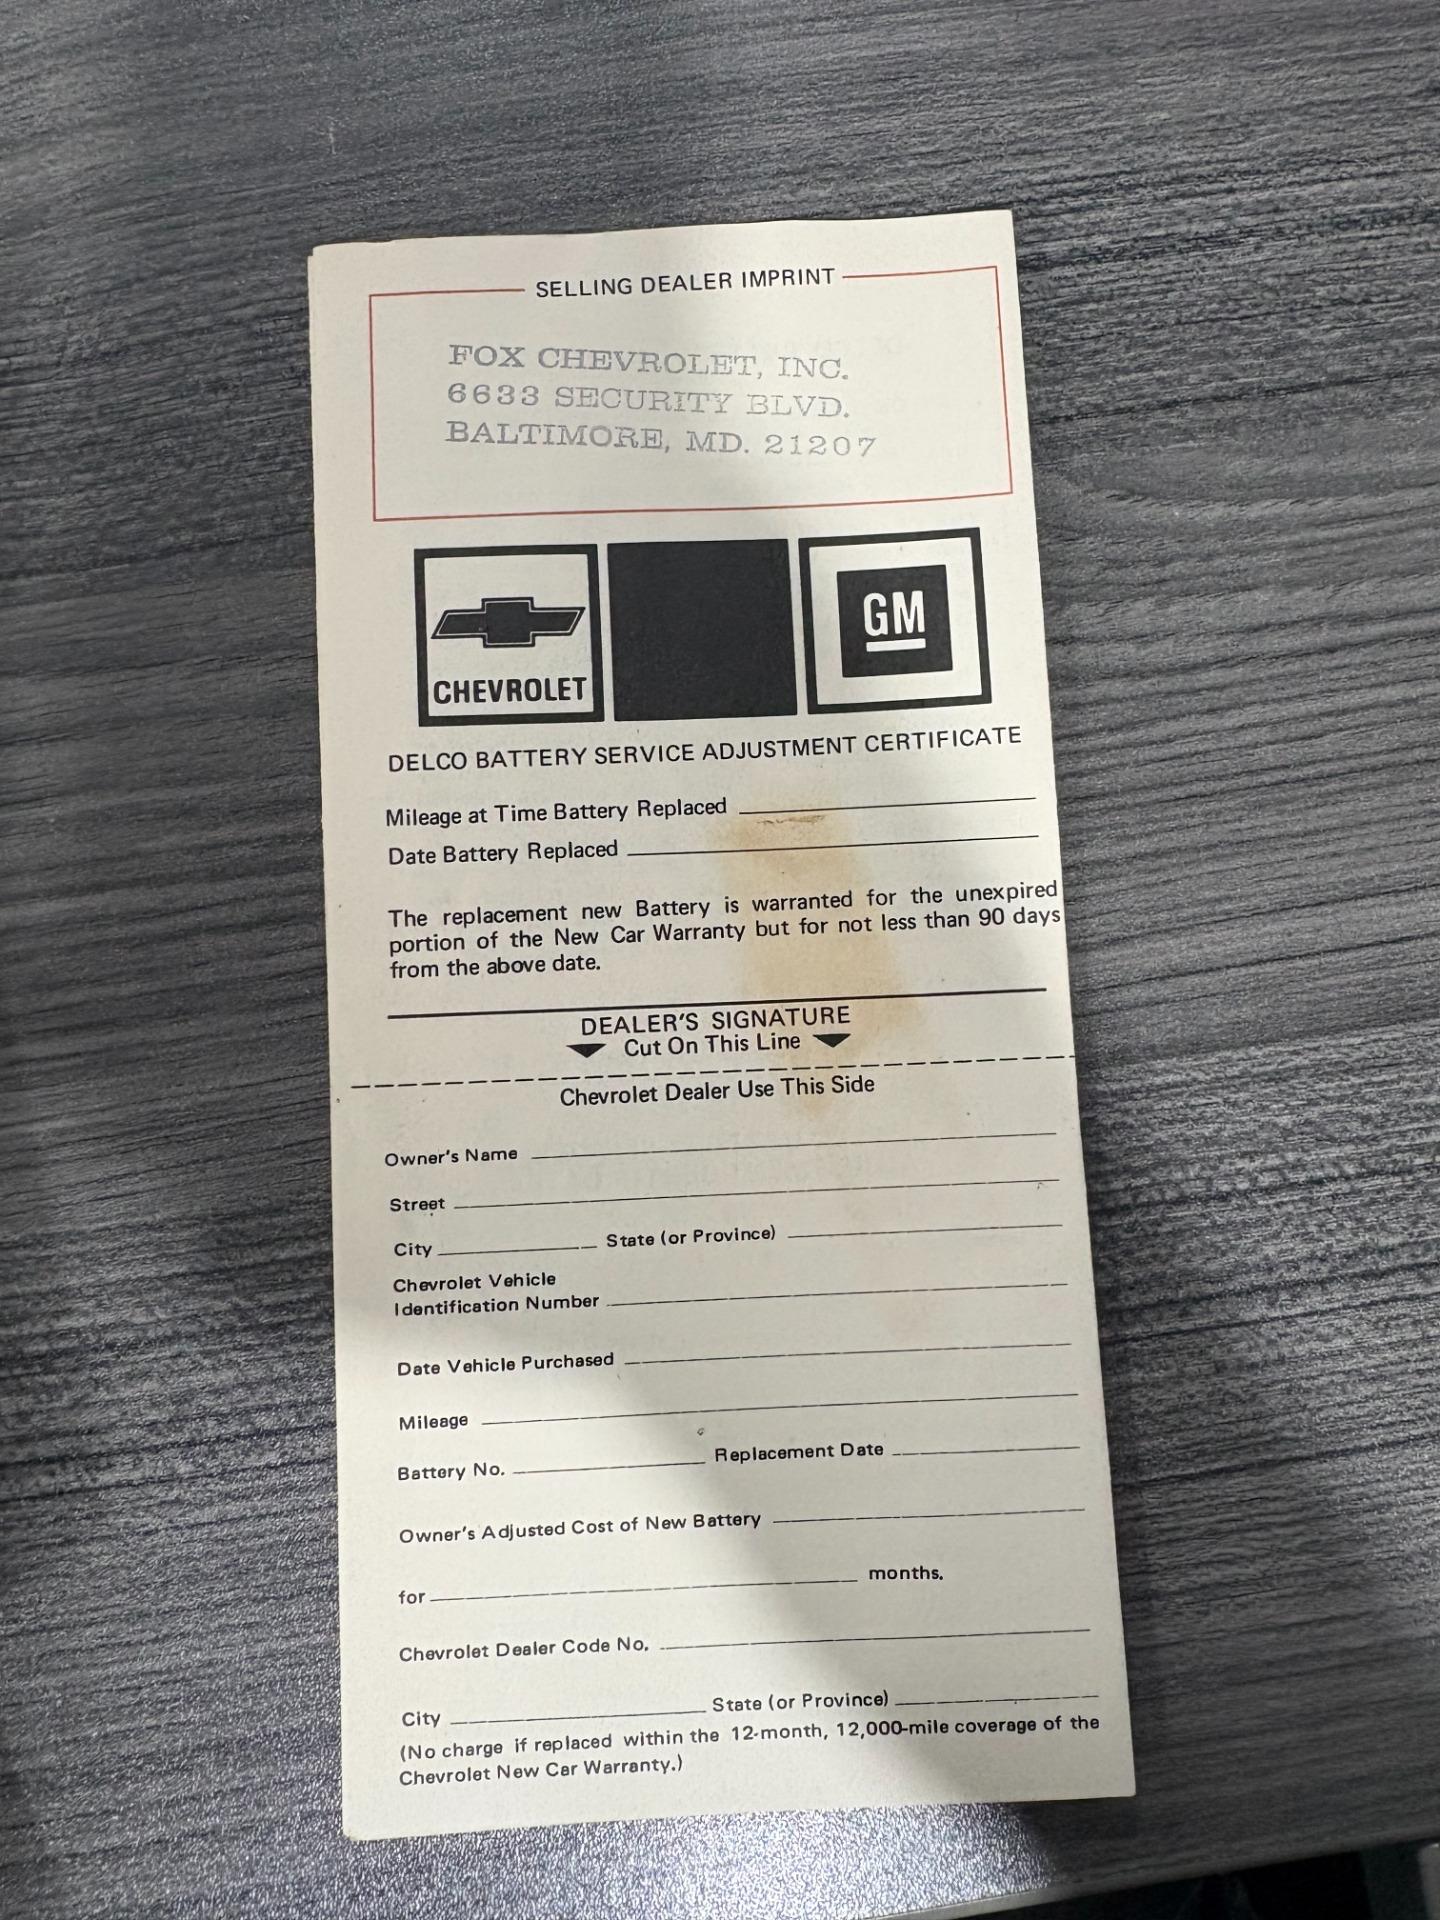 SELLING DEALER IMPRINT
FOX CHEVROLET, INC.
6633 SECURITY BLVD.
BALTIMORE, MD. 21207
CHEVROLET
GM
DELCO BATTERY SERVICE ADJUSTMENT CERTIFICATE
Mileage at Time Battery Replaced
Date Battery Replaced
The replacement new Battery is warranted for the unexpired
portion of the New Car Warranty but for not less than 90 days
from the above date.
DEALER'S SIGNATURE
Cut On This Line
Chevrolet Dealer Use This Side
Owner's Name
Street
City State (or Province)
Chevrolet Vehicle
Identification Number
Date Vehicle Purchased
Mileage
Battery No. Replacement Date
Owner's Adjusted Cost of New Battery
for months.
Chevrolet Dealer Code No.
City State (or Province)
(No charge if replaced within the 12-month, 12,000-mile coverage of the
Chevrolet New Car Warranty.)